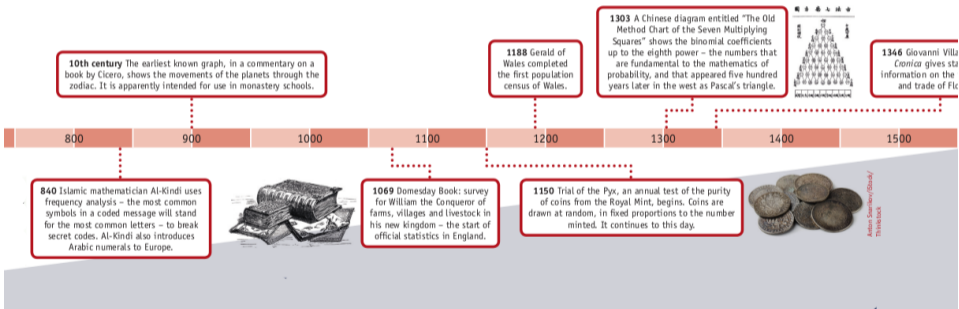 10th century The earliest known graph, in a commentary on a
book by Cicero, shows the movements of the planets through the
zodiac. It is apparently intended for use in monastery schools.
1188 Gerald of
Wales completed
the first population
census of Wales.
1303 A Chinese diagram entitled "The Old
Method Chart of the Seven Multiplying
Squares" shows the binomial coefficients
up to the eighth power – the numbers that
are fundamental to the mathematics of
probability, and that appeared five hundred
years later in the west as Pascal's triangle.
1346 Giovanni Villa
Cronica gives sta
information on the
and trade of Flo
800 900 1000 1100 1200 1300 1400 1500
840 Islamic mathematician Al-Kindi uses
frequency analysis – the most common
symbols in a coded message will stand
for the most common letters – to break
secret codes. Al-Kindi also introduces
Arabic numerals to Europe.
1069 Domesday Book: survey
for William the Conqueror of
farms, villages and livestock in
his new kingdom – the start of
official statistics in England.
1150 Trial of the Pyx, an annual test of the purity
of coins from the Royal Mint, begins. Coins are
drawn at random, in fixed proportions to the number
minted. It continues to this day.
Thinkstock